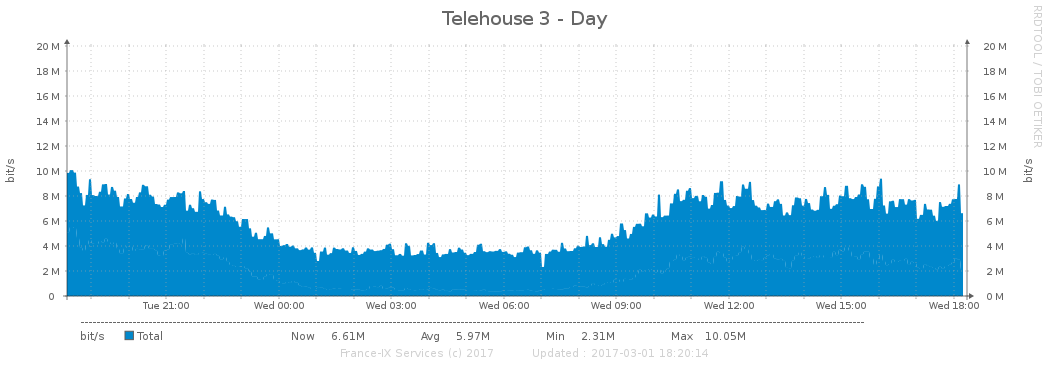 Telehouse 3 - Day
RRDTOOL / TOBI OETIKER
bit/s
20 M 20 M
18 M 18 M
16 M 16 M
14 M 14 M
12 M 12 M
10 M 10 M
8 M 8 M
6 M 6 M
4 M 4 M
2 M 2 M
0 0 M
bit/s
Tue 21:00 Wed 00:00 Wed 03:00 Wed 06:00 Wed 09:00 Wed 12:00 Wed 15:00 Wed 18:00
bit/s Total Now 6.61M Avg 5.97M Min 2.31M Max 10.05M
France-IX Services (c) 2017 Updated : 2017-03-01 18:20:14